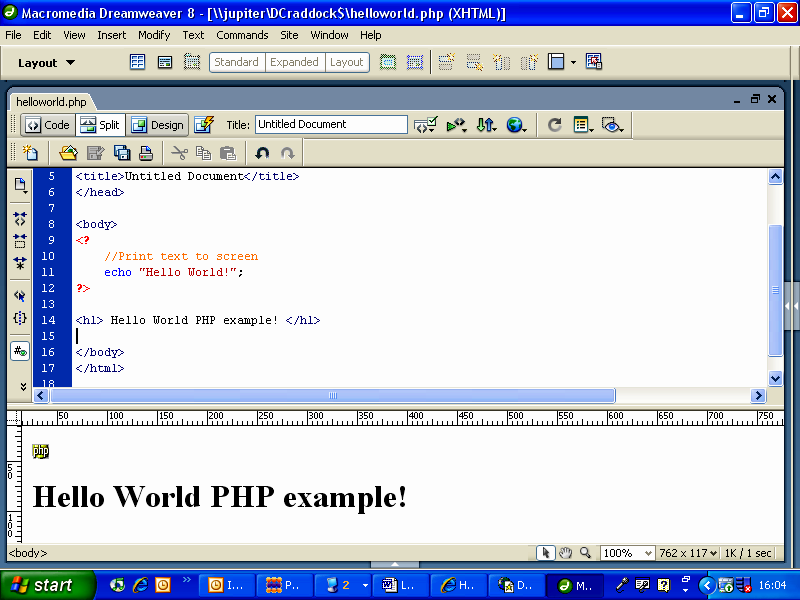 Macromedia Dreamweaver 8 - [\\jupiter\DCraddock$\helloworld.php (XHTML)]
File Edit View Insert Modify Text Commands Site Window Help
Layout Standard Expanded Layout
helloworld.php
Code Split Design Title: Untitled Document
5 <title>Untitled Document</title>
6 </head>
7
8 <body>
9 <?
10 //Print text to screen
11 echo "Hello World!";
12 ?>
13
14 <h1> Hello World PHP example! </h1>
15
16 </body>
17 </html>
18
50 100 150 200 250 300 350 400 450 500 550 600 650 700 750
php
50
Hello World PHP example!
100
<body> 100% 762 x 117 1K / 1 sec
start » I... P... 2 L... H... D... M... 16:04